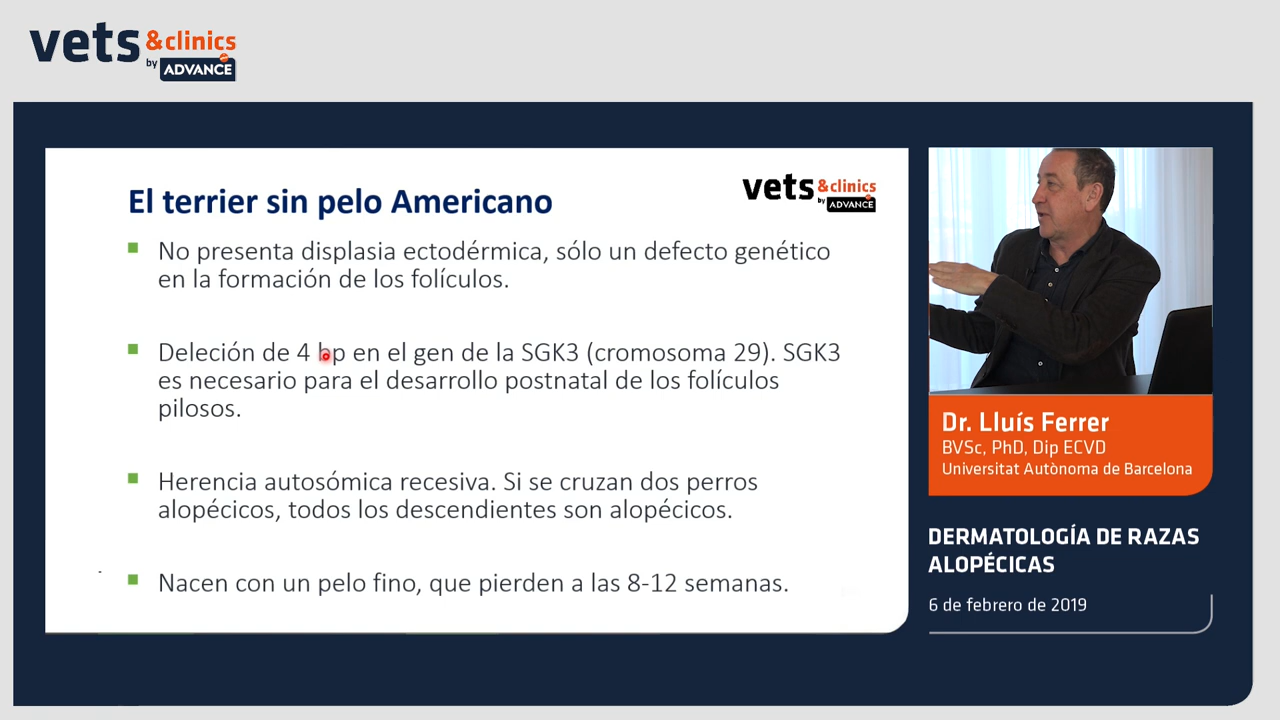 vets &clinics
by ADVANCE
El terrier sin pelo Americano
vets &clinics
by ADVANCE
No presenta displasia ectodérmica, sólo un defecto genético
en la formación de los folículos.
Deleción de 4 bp en el gen de la SGK3 (cromosoma 29). SGK3
es necesario para el desarrollo postnatal de los folículos
pilosos.
Herencia autosómica recesiva. Si se cruzan dos perros
alopécicos, todos los descendientes son alopécicos.
Nacen con un pelo fino, que pierden a las 8-12 semanas.
Dr. Lluís Ferrer
BVSc, PhD, Dip ECVD
Universitat Autònoma de Barcelona
DERMATOLOGÍA DE RAZAS
ALOPÉCICAS
6 de febrero de 2019